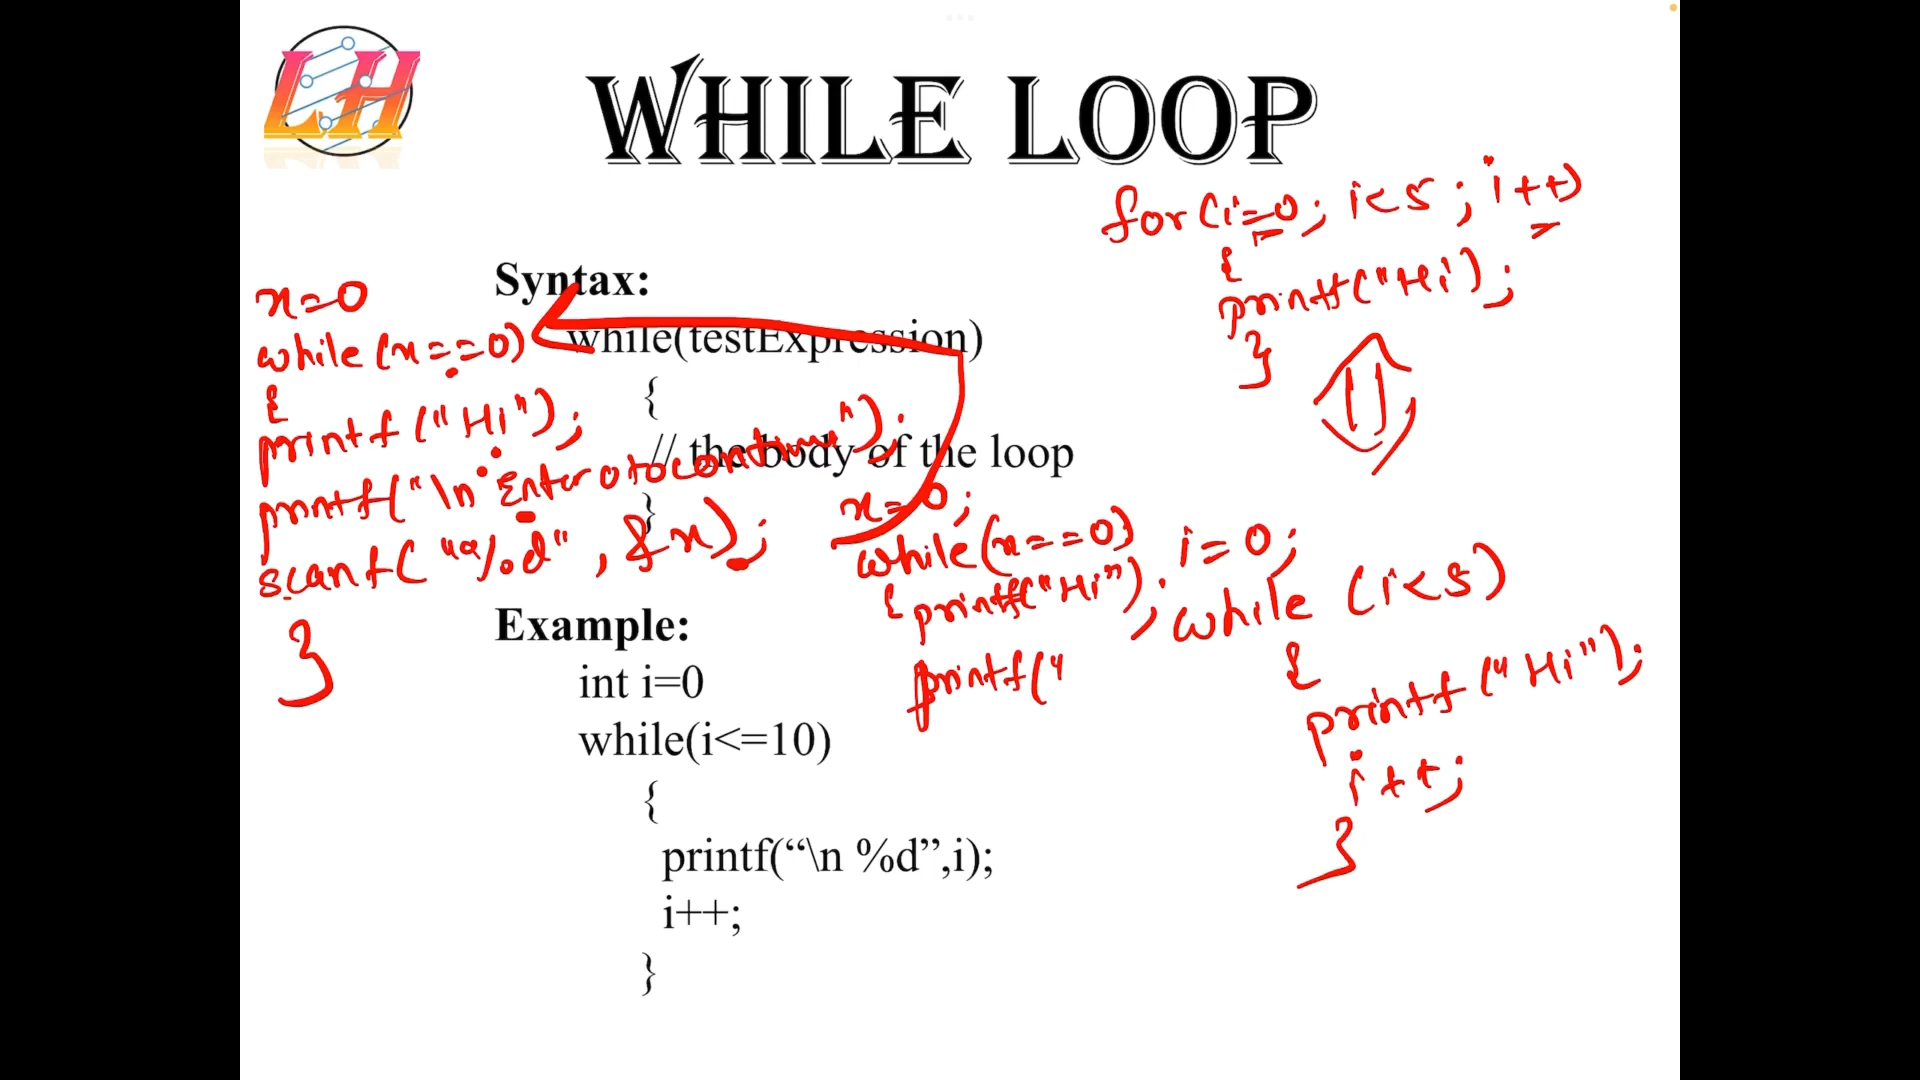 LH
WHILE LOOP
for(i=0; i<5; i++)
{
printf("Hi);
}
Syntax:
while(testExpression)
{
// the body of the loop
}
x=0
while(x==0)
{
printf("Hi");
printf("\n Enter 0 to continue");
scanf("%d", &x);
}
x=0;
while(x==0)
{ printf("Hi");
printf("
i=0;
while (i<5)
{
printf("Hi");
i++;
}
Example:
int i=0
while(i<=10)
{
printf(“\n %d”,i);
i++;
}